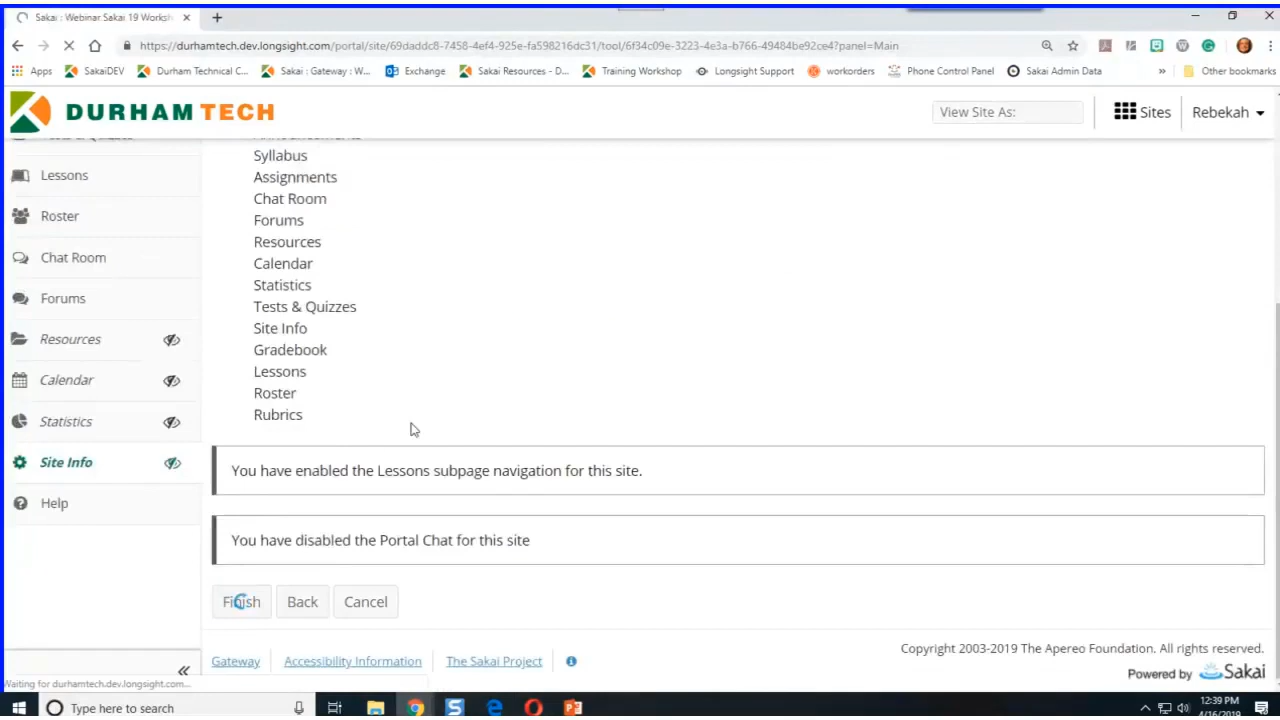 Sakai : Webinar Sakai 19 Worksh
https://durhamtech.dev.longsight.com/portal/site/69daddc8-7458-4ef4-925e-fa598216dc31/tool/6f34c09e-3223-4e3a-b766-49484be92ce4?panel=Main
Apps SakaiDEV Durham Technical C... Sakai : Gateway : W... Exchange Sakai Resources - D... Training Workshop Longsight Support workorders Phone Control Panel Sakai Admin Data » Other bookmarks
DURHAM TECH
View Site As:
Sites
Rebekah
Lessons
Roster
Chat Room
Forums
Resources
Calendar
Statistics
Site Info
Help
Syllabus
Assignments
Chat Room
Forums
Resources
Calendar
Statistics
Tests & Quizzes
Site Info
Gradebook
Lessons
Roster
Rubrics
You have enabled the Lessons subpage navigation for this site.
You have disabled the Portal Chat for this site
Finish Back Cancel
Gateway Accessibility Information The Sakai Project
Copyright 2003-2019 The Apereo Foundation. All rights reserved.
Powered by Sakai
Waiting for durhamtech.dev.longsight.com...
Type here to search
12:39 PM
4/16/2019